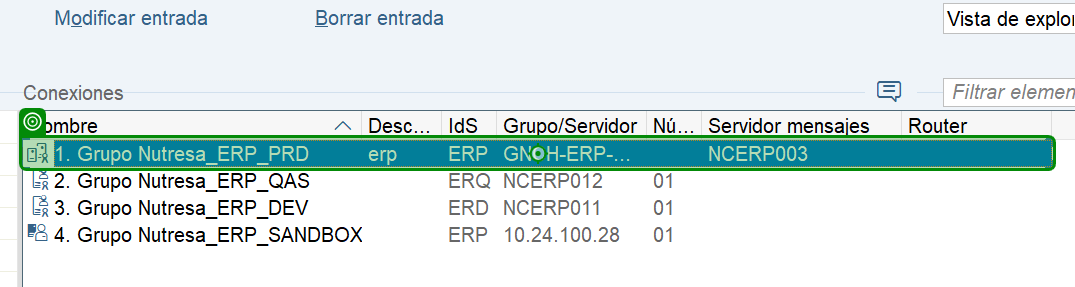 Modificar entrada Borrar entrada Vista de explor
Conexiones Filtrar elemen
ombre Desc... IdS Grupo/Servidor Nú... Servidor mensajes Router
1. Grupo Nutresa_ERP_PRD erp ERP -ERP-... NCERP003
2. Grupo Nutresa_ERP_QAS ERQ NCERP012 01
3. Grupo Nutresa_ERP_DEV ERD NCERP011 01
4. Grupo Nutresa_ERP_SANDBOX ERP 10.24.100.28 01